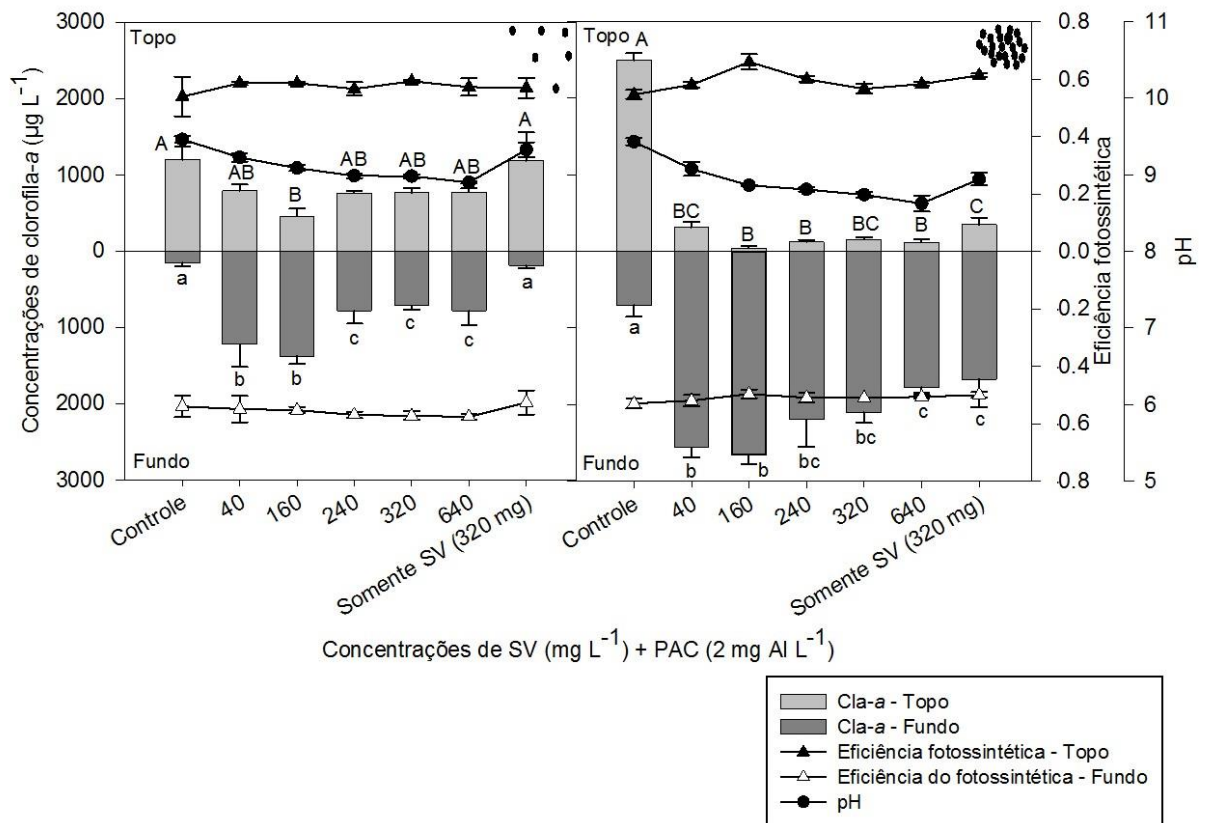 3000
2000
1000
0
1000
2000
3000
Concentrações de clorofila-a (µg L-1)
Topo
A
AB
B
AB
AB
AB
A
a
b
b
c
c
c
a
Fundo
Controle
40
160
240
320
640
Somente SV (320 mg)
Topo
A
BC
B
B
BC
B
C
a
b
b
bc
bc
c
c
Fundo
Controle
40
160
240
320
640
Somente SV (320 mg)
0.8
0.6
0.4
0.2
0.0
0.2
0.4
0.6
0.8
Eficiência fotossintética
11
10
9
8
7
6
5
pH
Concentrações de SV (mg L-1) + PAC (2 mg Al L-1)
Cla-a - Topo
Cla-a - Fundo
Eficiência fotossintética - Topo
Eficiência do fotossintética - Fundo
pH